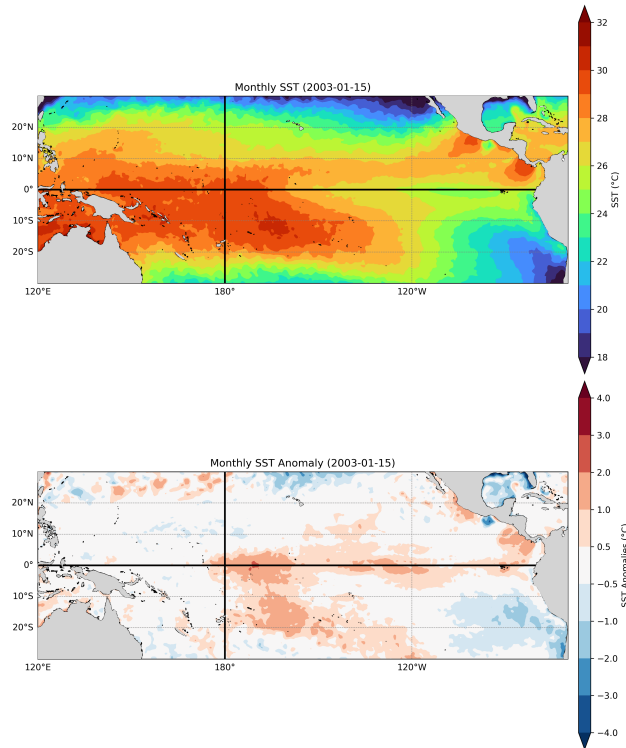 Monthly SST (2003-01-15)
20°N
10°N
0°
10°S
20°S
120°E
180°
120°W
32
30
28
26
24
22
20
18
SST (°C)
Monthly SST Anomaly (2003-01-15)
20°N
10°N
0°
10°S
20°S
120°E
180°
120°W
4.0
3.0
2.0
1.0
0.5
−0.5
−1.0
−2.0
−3.0
−4.0
SST Anomalies (°C)